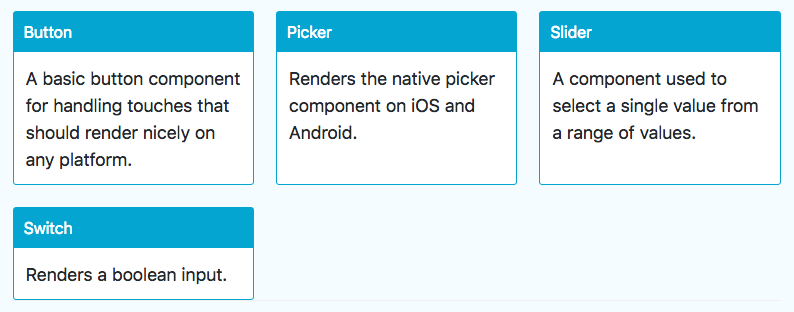 Button
A basic button component
for handling touches that
should render nicely on
any platform.
Picker
Renders the native picker
component on iOS and
Android.
Slider
A component used to
select a single value from
a range of values.
Switch
Renders a boolean input.